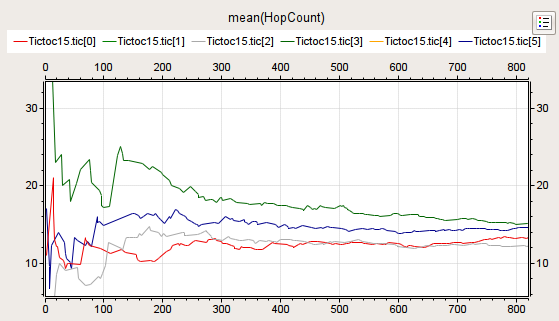 mean(HopCount)
Tictoc15.tic[0] Tictoc15.tic[1] Tictoc15.tic[2] Tictoc15.tic[3] Tictoc15.tic[4] Tictoc15.tic[5]
0 100 200 300 400 500 600 700 800
30 30
20 20
10 10
0 100 200 300 400 500 600 700 800